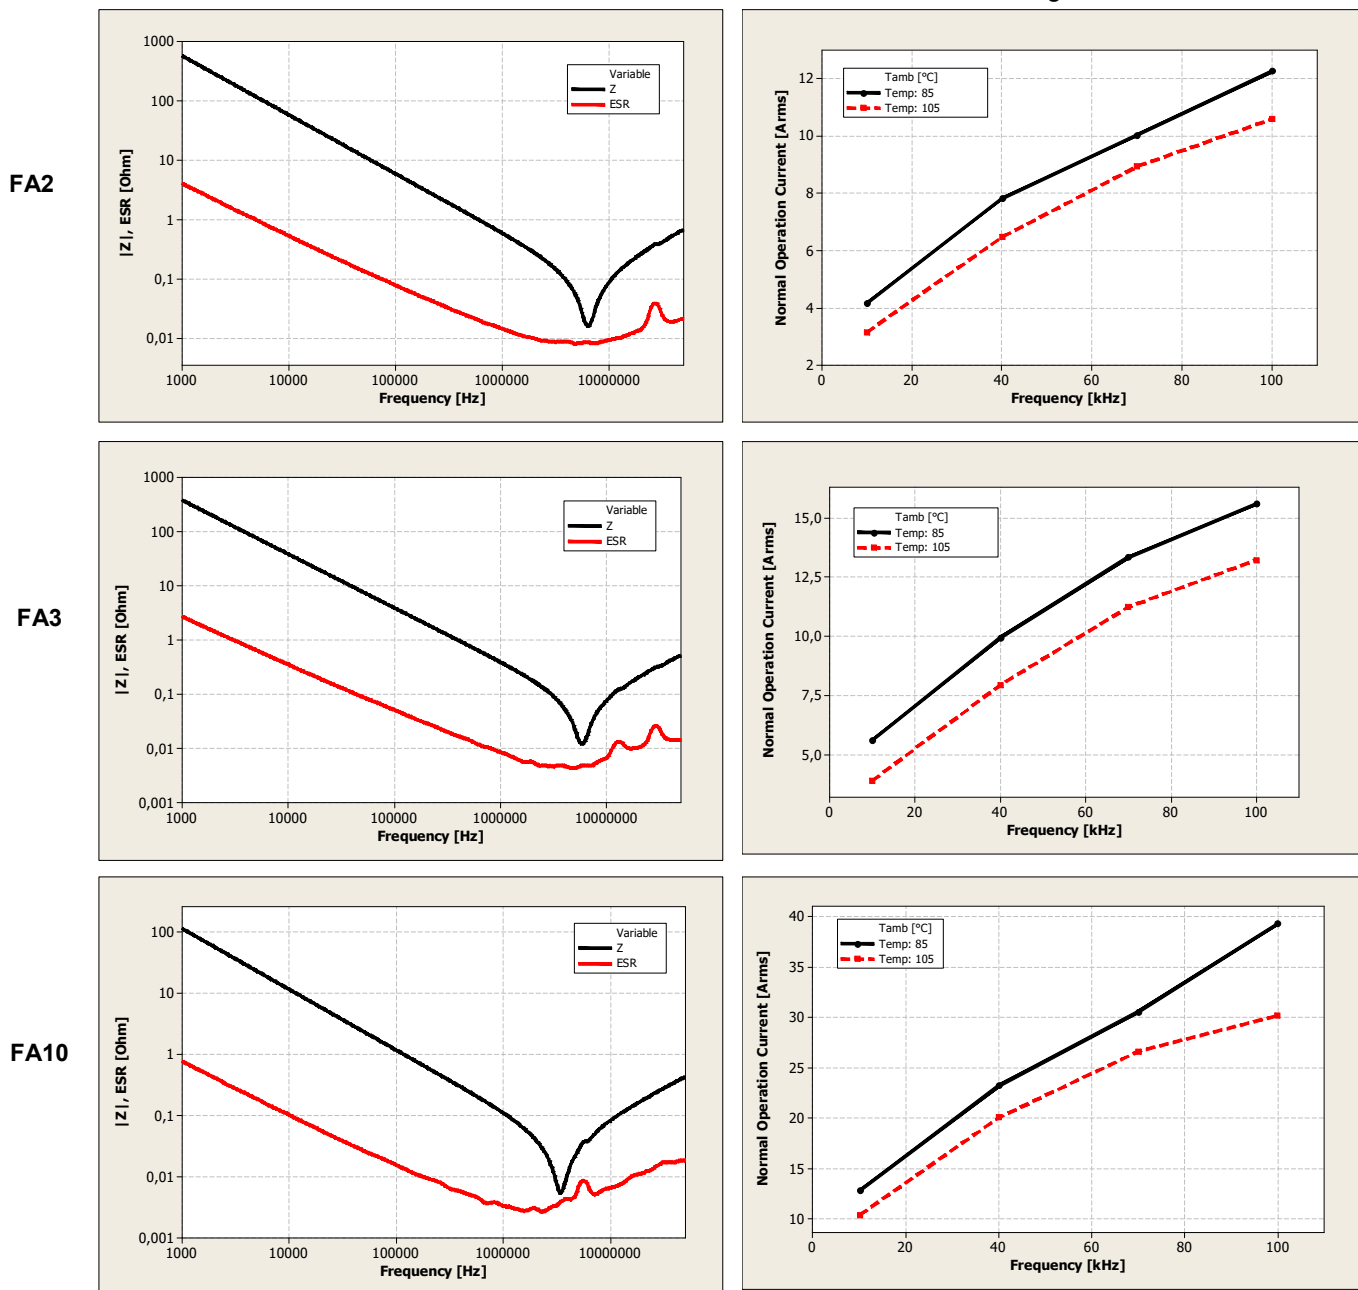 g
FA2
1000
100
10
1
0,1
0,01
|Z|, ESR [Ohm]
Variable
Z
ESR
1000 10000 100000 1000000 10000000
Frequency [Hz]
12
10
8
6
4
2
Normal Operation Current [Arms]
Tamb [°C]
Temp: 85
Temp: 105
0 20 40 60 80 100
Frequency [kHz]
FA3
1000
100
10
1
0,1
0,01
0,001
|Z|, ESR [Ohm]
Variable
Z
ESR
1000 10000 100000 1000000 10000000
Frequency [Hz]
15,0
12,5
10,0
7,5
5,0
Normal Operation Current [Arms]
Tamb [°C]
Temp: 85
Temp: 105
0 20 40 60 80 100
Frequency [kHz]
FA10
100
10
1
0,1
0,01
0,001
|Z|, ESR [Ohm]
Variable
Z
ESR
1000 10000 100000 1000000 10000000
Frequency [Hz]
40
35
30
25
20
15
10
Normal Operation Current [Arms]
Tamb [°C]
Temp: 85
Temp: 105
0 20 40 60 80 100
Frequency [kHz]